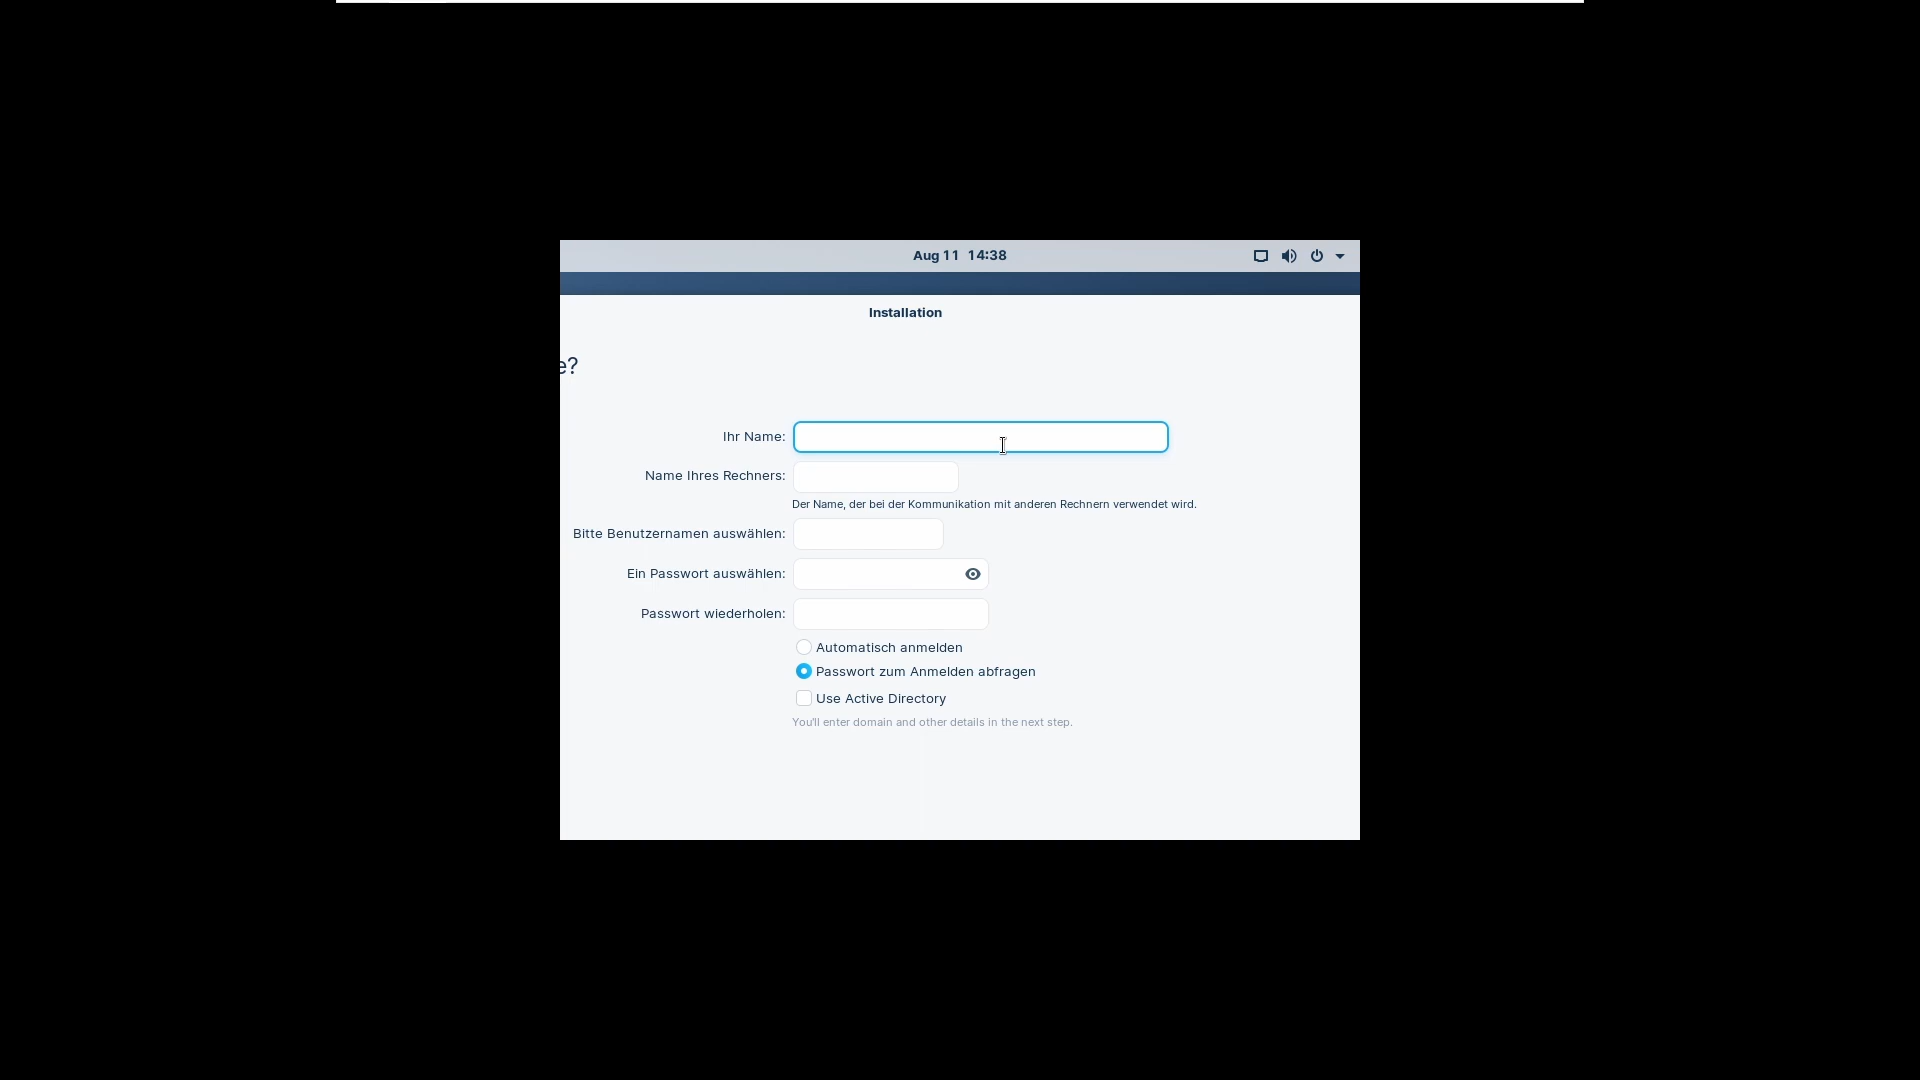 Aug 11 14:38
Installation
e?
Ihr Name:
Name Ihres Rechners:
Der Name, der bei der Kommunikation mit anderen Rechnern verwendet wird.
Bitte Benutzernamen auswählen:
Ein Passwort auswählen:
Passwort wiederholen:
Automatisch anmelden
Passwort zum Anmelden abfragen
Use Active Directory
You'll enter domain and other details in the next step.